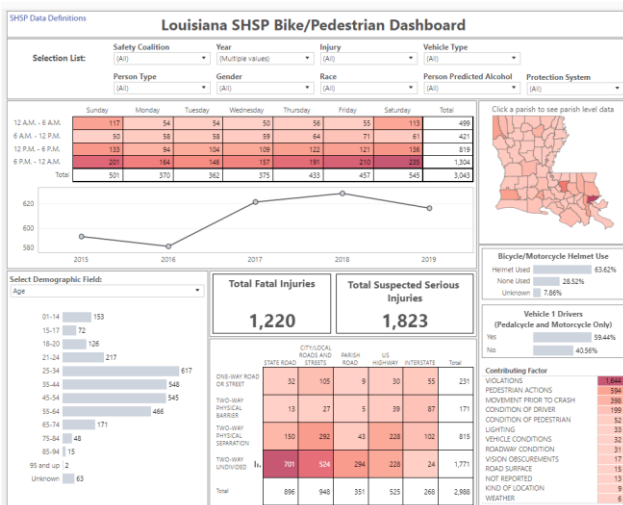 SHSP Data Definitions
Louisiana SHSP Bike/Pedestrian Dashboard
Selection List:
Safety Coalition Year Injury Vehicle Type
(All) (Multiple values) (All) (All)
Person Type Gender Race Person Predicted Alcohol Protection System
(All) (All) (All) (All) (All)
Sunday Monday Tuesday Wednesday Thursday Friday Saturday Total
12 A.M. - 6 A.M. 117 54 54 50 56 55 113 499
6 A.M. - 12 P.M. 50 58 58 59 64 71 61 421
12 P.M. - 6 P.M. 133 94 104 109 122 121 136 819
6 P.M. - 12 A.M. 201 164 146 157 191 210 235 1,304
Total 501 370 362 375 433 457 545 3,043
Click a parish to see parish level data
620
600
580
2015 2016 2017 2018 2019
Bicycle/Motorcycle Helmet Use
Helmet Used 63.62%
None Used 28.52%
Unknown 7.86%
Vehicle 1 Drivers
(Pedalcycle and Motorcycle Only)
Yes 59.44%
No 40.56%
Select Demographic Field:
Age
01-14 153
15-17 72
18-20 126
21-24 217
25-34 617
35-44 548
45-54 545
55-64 466
65-74 171
75-84 48
85-94 15
95 and up 2
Unknown 63
Total Fatal Injuries
1,220
Total Suspected Serious
Injuries
1,823
STATE ROAD CITY/LOCAL ROADS AND STREETS PARISH ROAD US HIGHWAY INTERSTATE Total
ONE-WAY ROAD OR STREET 32 105 9 30 55 231
TWO-WAY PHYSICAL BARRIER 13 27 5 39 87 171
TWO-WAY PHYSICAL SEPARATION 150 292 43 228 102 815
TWO-WAY UNDIVIDED 701 524 294 228 24 1,771
Total 896 948 351 525 268 2,988
Contributing Factor
VIOLATIONS 1,644
PEDESTRIAN ACTIONS 594
MOVEMENT PRIOR TO CRASH 398
CONDITION OF DRIVER 199
CONDITION OF PEDESTRIAN 52
LIGHTING 33
VEHICLE CONDITIONS 32
ROADWAY CONDITION 31
VISION OBSCUREMENTS 17
ROAD SURFACE 15
NOT REPORTED 13
KIND OF LOCATION 9
WEATHER 6